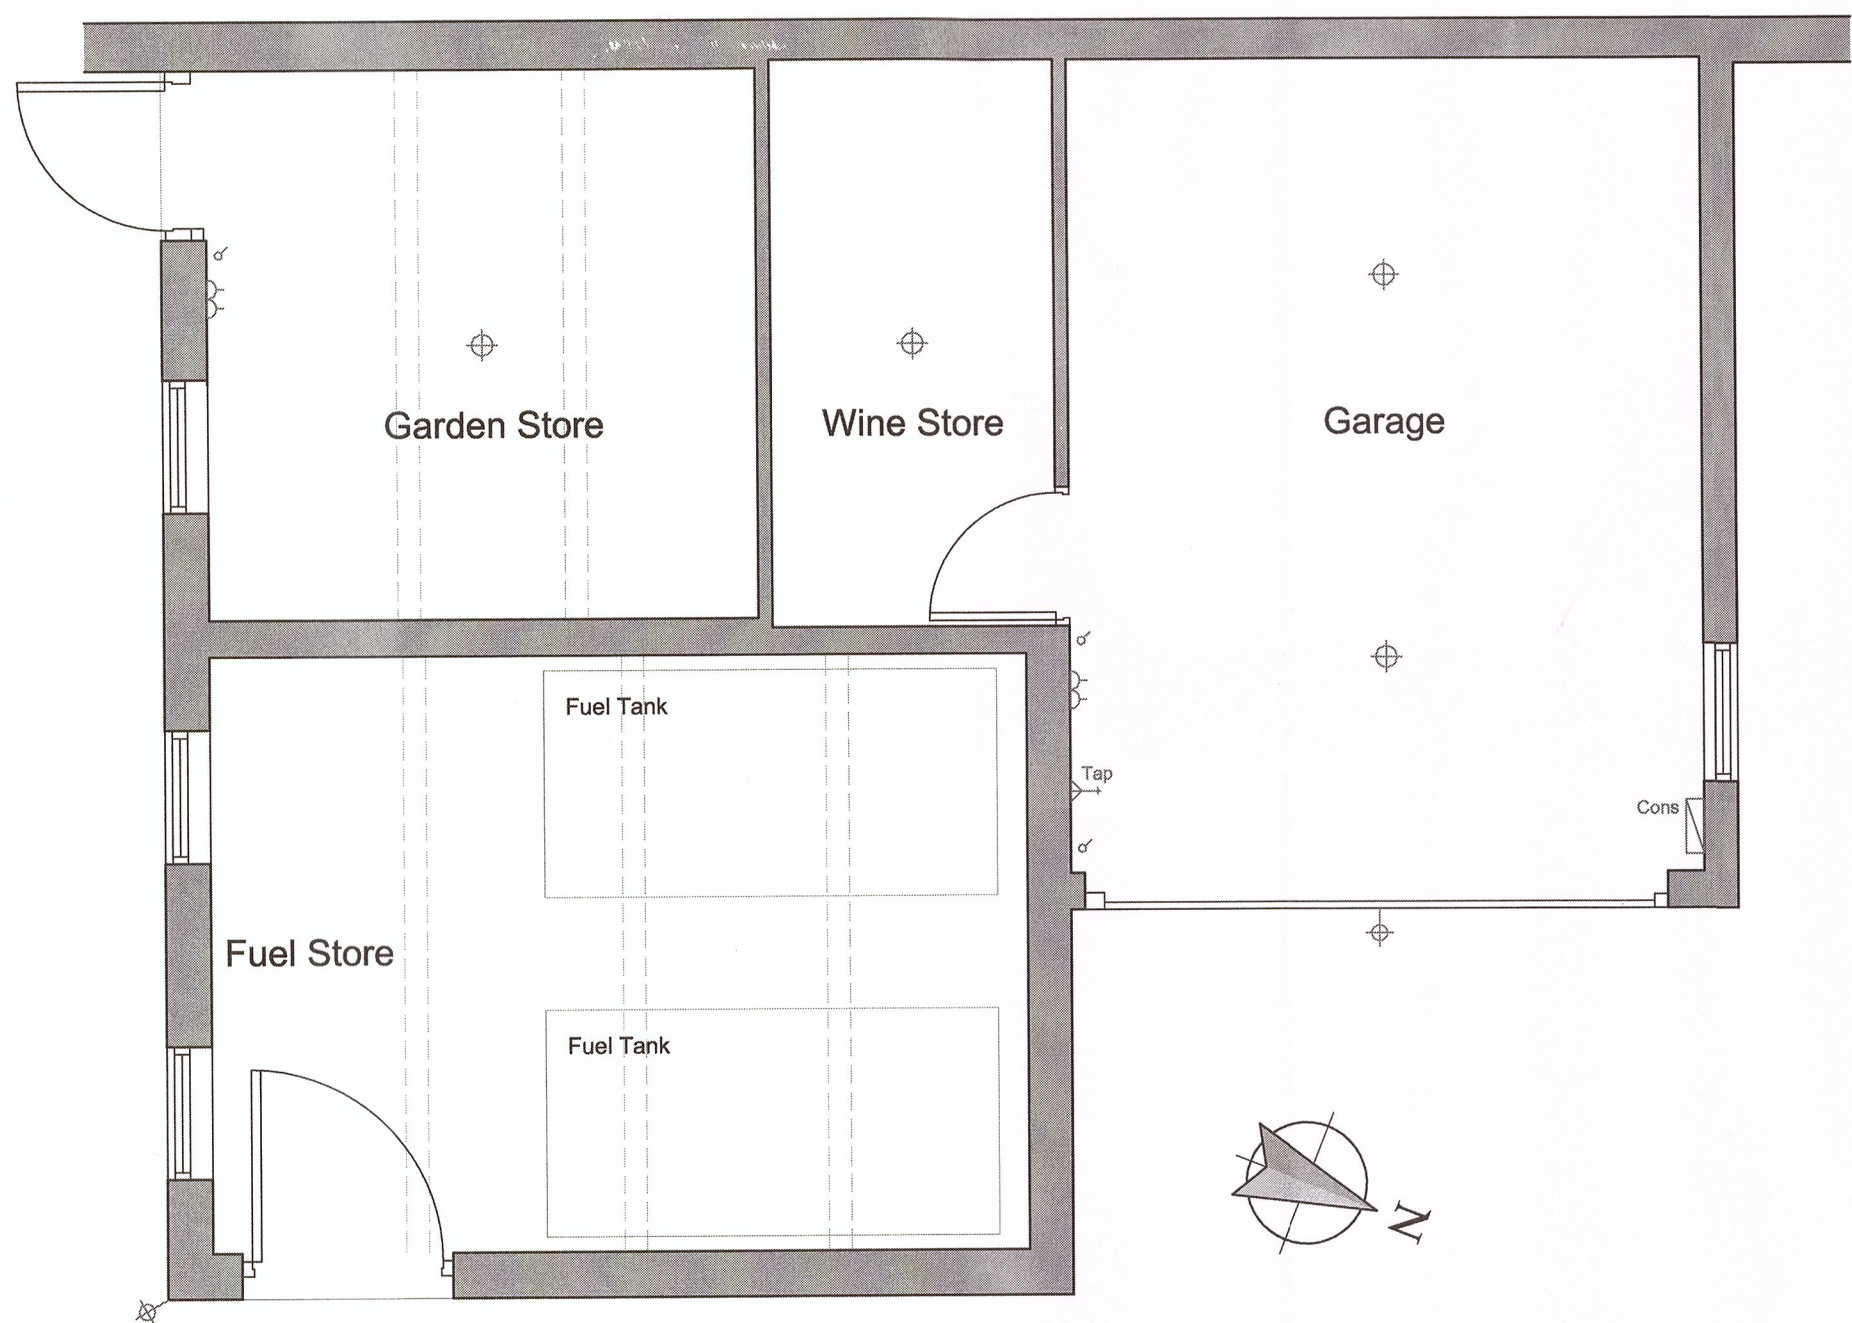 Garden Store
Wine Store
Garage
Fuel Tank
Tap
Cons
Fuel Store
Fuel Tank
N